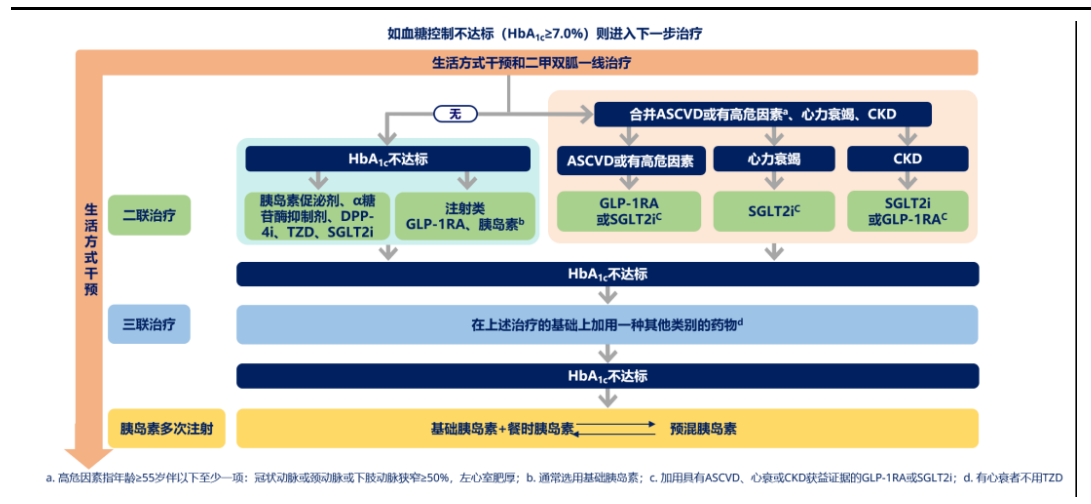 如血糖控制不达标（HbA1c≥7.0%）则进入下一步治疗
生活方式干预和二甲双胍一线治疗
无
合并ASCVD或有高危因素a、心力衰竭、CKD
HbA1c不达标
ASCVD或有高危因素
心力衰竭
CKD
生活方式干预
二联治疗
胰岛素促泌剂、α糖
苷酶抑制剂、DPP-
4i、TZD、SGLT2i
注射类
GLP-1RA、胰岛素b
GLP-1RA
或SGLT2iC
SGLT2iC
SGLT2i
或GLP-1RAC
HbA1c不达标
三联治疗
在上述治疗的基础上加用一种其他类别的药物d
HbA1c不达标
胰岛素多次注射
基础胰岛素+餐时胰岛素
预混胰岛素
a. 高危因素指年龄≥55岁伴以下至少一项：冠状动脉或颈动脉或下肢动脉狭窄≥50%，左心室肥厚；b. 通常选用基础胰岛素；c. 加用具有ASCVD、心衰或CKD获益证据的GLP-1RA或SGLT2i；d. 有心衰者不用TZD